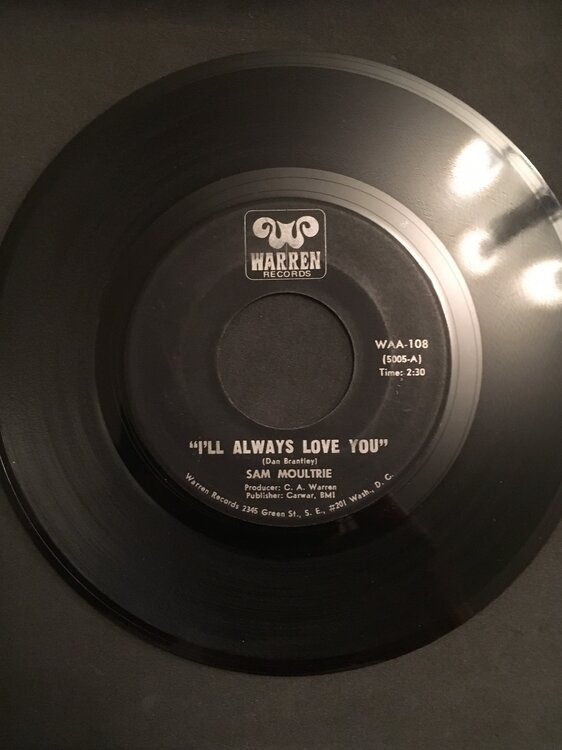 WARREN
RECORDS
WAA-108
(5005-A)
Time: 2:30
"I'LL ALWAYS LOVE YOU"
(Dan Brantley)
SAM MOULTRIE
Producer: C. A. Warren
Publisher: Carwar, BMI
Warren Records 2345 Green St., S. E., #201 Wash., D. C.